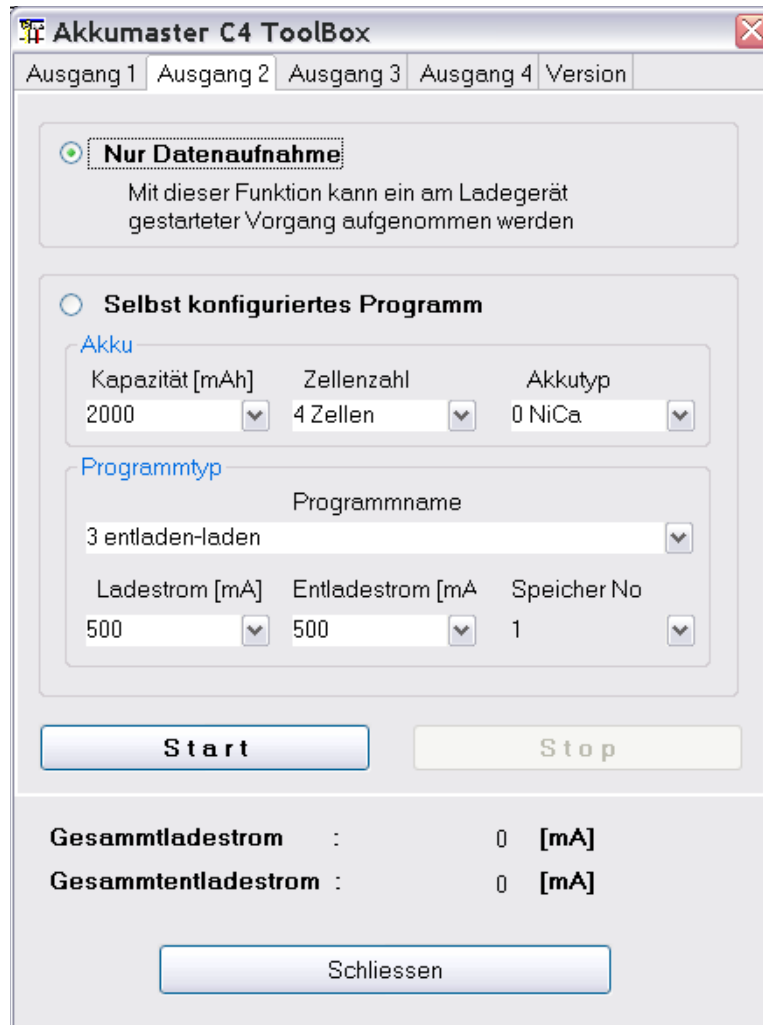 Akkumaster C4 ToolBox
Ausgang 1 Ausgang 2 Ausgang 3 Ausgang 4 Version
Nur Datenaufnahme
Mit dieser Funktion kann ein am Ladegerät
gestarteter Vorgang aufgenommen werden
Selbst konfiguriertes Programm
Akku
Kapazität [mAh] Zellenzahl Akkutyp
2000 4 Zellen 0 NiCa
Programmtyp
Programmname
3 entladen-laden
Ladestrom [mA] Entladestrom [mA Speicher No
500 500 1
Start Stop
Gesammtladestrom : 0 [mA]
Gesammtentladestrom : 0 [mA]
Schliessen